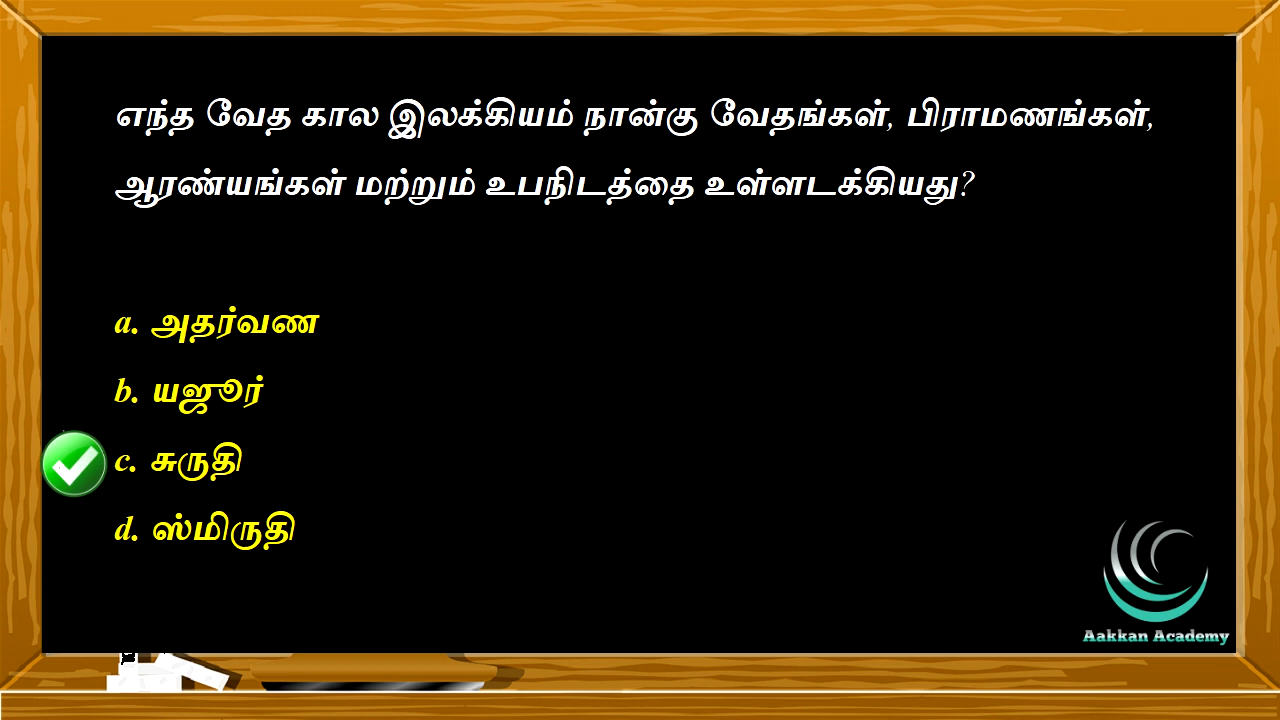 எந்த வேத கால இலக்கியம் நான்கு வேதங்கள், பிராமணங்கள்,
ஆரண்யங்கள் மற்றும் உபநிடத்தை உள்ளடக்கியது?
a. அதர்வண
b. யஜூர்
c. சுருதி
d. ஸ்மிருதி
Aakkan Academy